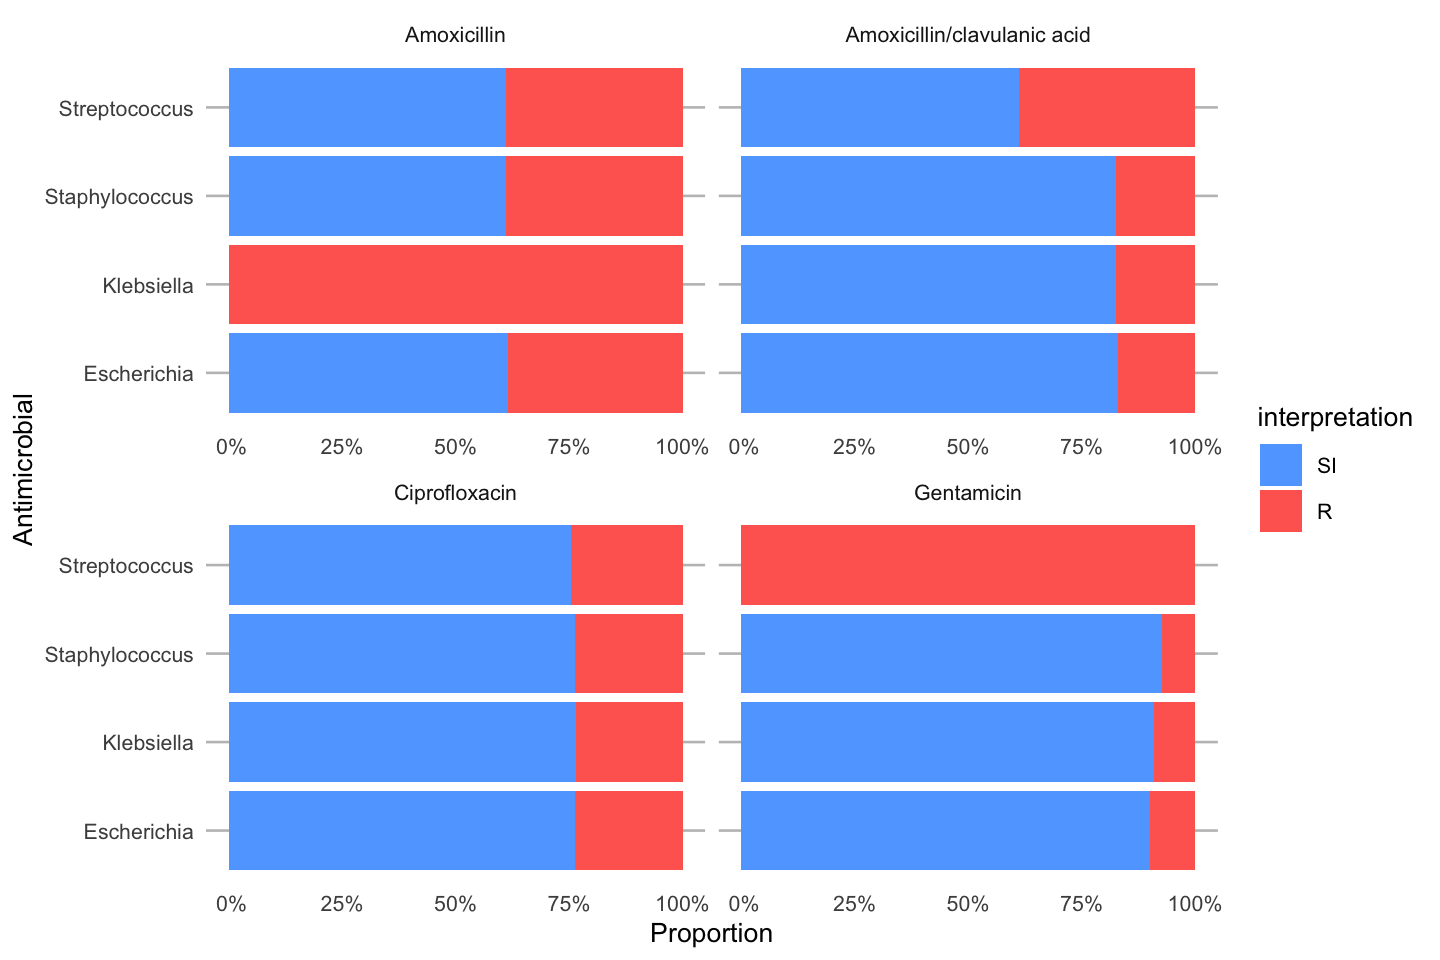 Amoxicillin
Amoxicillin/clavulanic acid
Streptococcus
Staphylococcus
Klebsiella
Escherichia
0% 25% 50% 75% 100%
0% 25% 50% 75% 100%
Ciprofloxacin
Gentamicin
Streptococcus
Staphylococcus
Klebsiella
Escherichia
0% 25% 50% 75% 100%
0% 25% 50% 75% 100%
Proportion
Antimicrobial
interpretation
SI
R